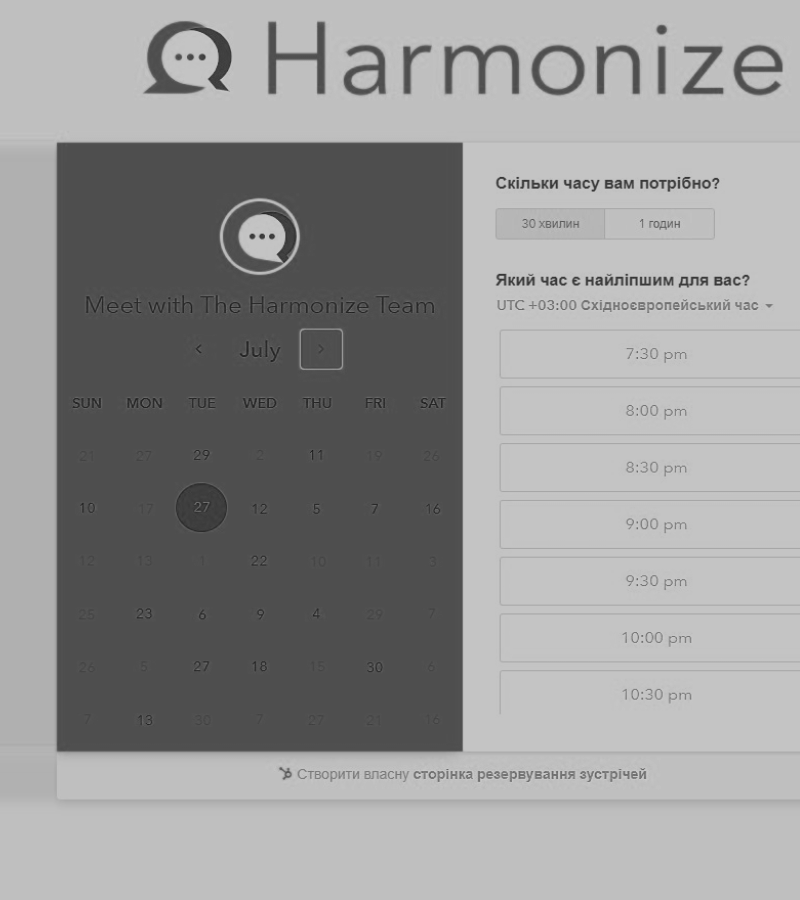 Harmonize
Meet with The Harmonize Team
July
SUN MON TUE WED THU FRI SAT
21 27 29 2 11 19 26
10 17 27 12 5 7 16
12 13 1 22 10 11 3
25 23 6 9 4 29 7
26 5 27 18 15 30 6
7 13 30 7 27 21 16
Скільки часу вам потрібно?
30 хвилин 1 годин
Який час є найліпшим для вас?
UTC +03:00 Східноєвропейський час
7:30 pm
8:00 pm
8:30 pm
9:00 pm
9:30 pm
10:00 pm
10:30 pm
Створити власну сторінка резервування зустрічей